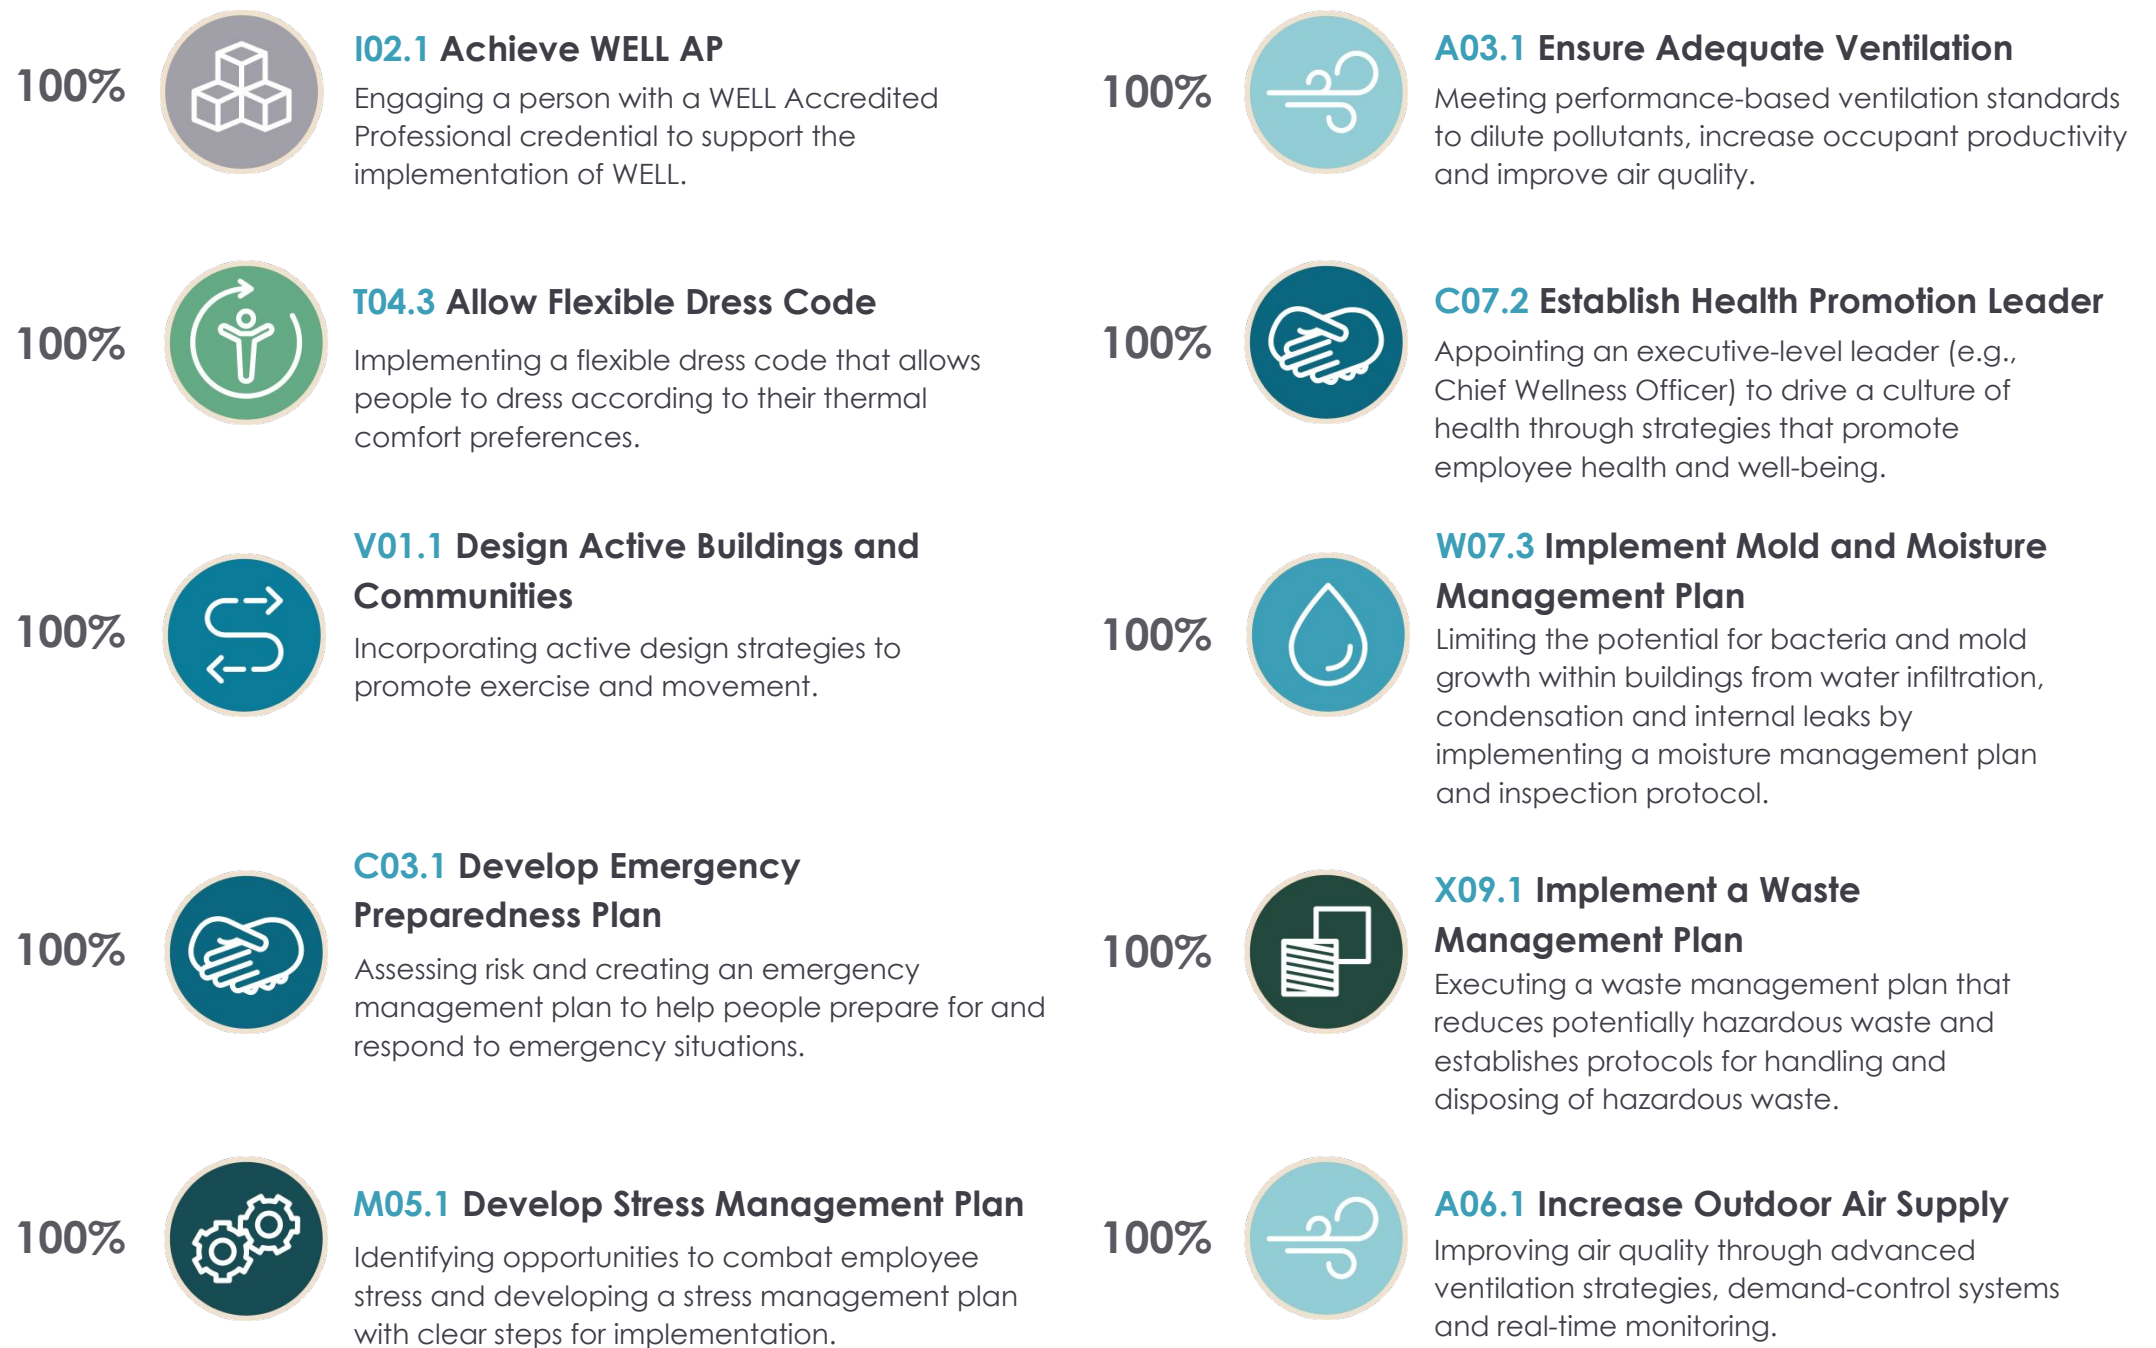 100%
I02.1 Achieve WELL AP
Engaging a person with a WELL Accredited
Professional credential to support the
implementation of WELL.
100%
T04.3 Allow Flexible Dress Code
Implementing a flexible dress code that allows
people to dress according to their thermal
comfort preferences.
100%
V01.1 Design Active Buildings and
Communities
Incorporating active design strategies to
promote exercise and movement.
100%
C03.1 Develop Emergency
Preparedness Plan
Assessing risk and creating an emergency
management plan to help people prepare for and
respond to emergency situations.
100%
M05.1 Develop Stress Management Plan
Identifying opportunities to combat employee
stress and developing a stress management plan
with clear steps for implementation.
100%
A03.1 Ensure Adequate Ventilation
Meeting performance-based ventilation standards
to dilute pollutants, increase occupant productivity
and improve air quality.
100%
C07.2 Establish Health Promotion Leader
Appointing an executive-level leader (e.g.,
Chief Wellness Officer) to drive a culture of
health through strategies that promote
employee health and well-being.
100%
W07.3 Implement Mold and Moisture
Management Plan
Limiting the potential for bacteria and mold
growth within buildings from water infiltration,
condensation and internal leaks by
implementing a moisture management plan
and inspection protocol.
100%
X09.1 Implement a Waste
Management Plan
Executing a waste management plan that
reduces potentially hazardous waste and
establishes protocols for handling and
disposing of hazardous waste.
100%
A06.1 Increase Outdoor Air Supply
Improving air quality through advanced
ventilation strategies, demand-control systems
and real-time monitoring.